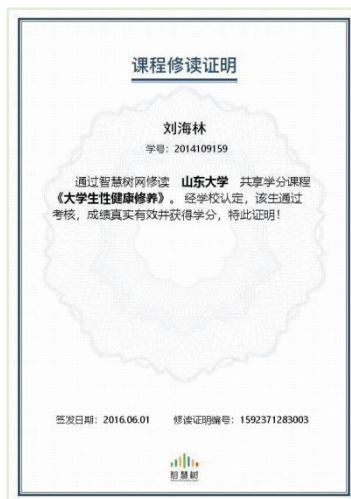 课程修读证明
刘海林
学号：2014109159
通过智慧树网修读 山东大学 共享学分课程
《大学生性健康修养》。经学校认定，该生通过
考核，成绩真实有效并获得学分，特此证明！
签发日期：2016.06.01 修读证明编号：1592371283003
智慧树